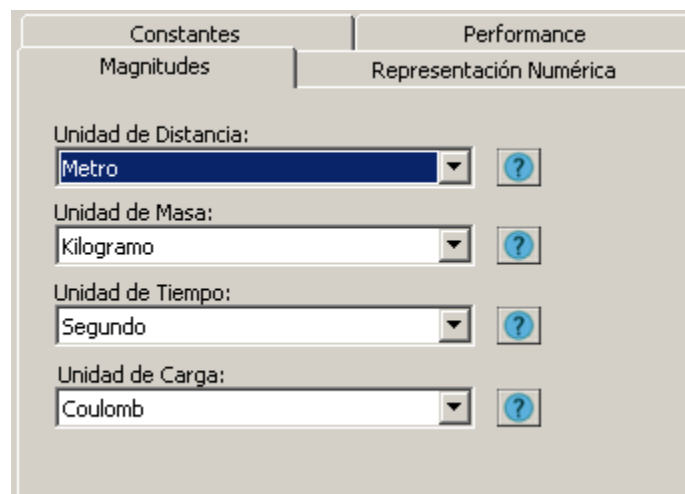 Constantes
Performance
Magnitudes
Representación Numérica
Unidad de Distancia:
Metro
?
Unidad de Masa:
Kilogramo
?
Unidad de Tiempo:
Segundo
?
Unidad de Carga:
Coulomb
?